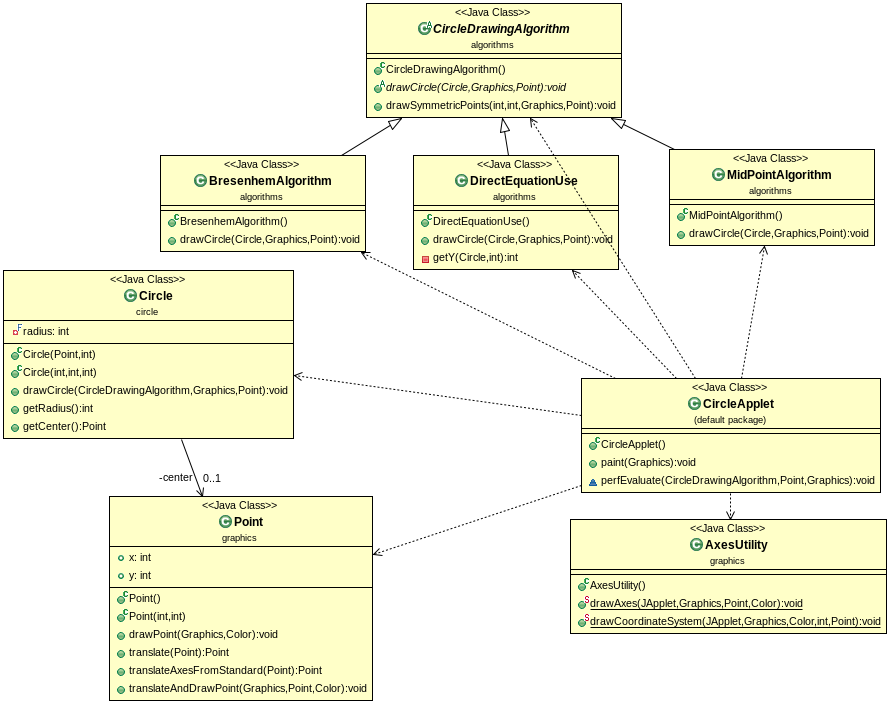 <<Java Class>>
CircleDrawingAlgorithm
algorithms
CircleDrawingAlgorithm()
drawCircle(Circle,Graphics,Point):void
drawSymmetricPoints(int,int,Graphics,Point):void
<<Java Class>>
BresenhemAlgorithm
algorithms
BresenhemAlgorithm()
drawCircle(Circle,Graphics,Point):void
<<Java Class>>
DirectEquationUse
algorithms
DirectEquationUse()
drawCircle(Circle,Graphics,Point):void
getY(Circle,int):int
<<Java Class>>
MidPointAlgorithm
algorithms
MidPointAlgorithm()
drawCircle(Circle,Graphics,Point):void
<<Java Class>>
Circle
circle
radius: int
Circle(Point,int)
Circle(int,int,int)
drawCircle(CircleDrawingAlgorithm,Graphics,Point):void
getRadius():int
getCenter():Point
<<Java Class>>
CircleApplet
(default package)
CircleApplet()
paint(Graphics):void
perfEvaluate(CircleDrawingAlgorithm,Point,Graphics):void
-center 0..1
<<Java Class>>
Point
graphics
x: int
y: int
Point()
Point(int,int)
drawPoint(Graphics,Color):void
translate(Point):Point
translateAxesFromStandard(Point):Point
translateAndDrawPoint(Graphics,Point,Color):void
<<Java Class>>
AxesUtility
graphics
AxesUtility()
drawAxes(JApplet,Graphics,Point,Color):void
drawCoordinateSystem(JApplet,Graphics,Color,int,Point):void